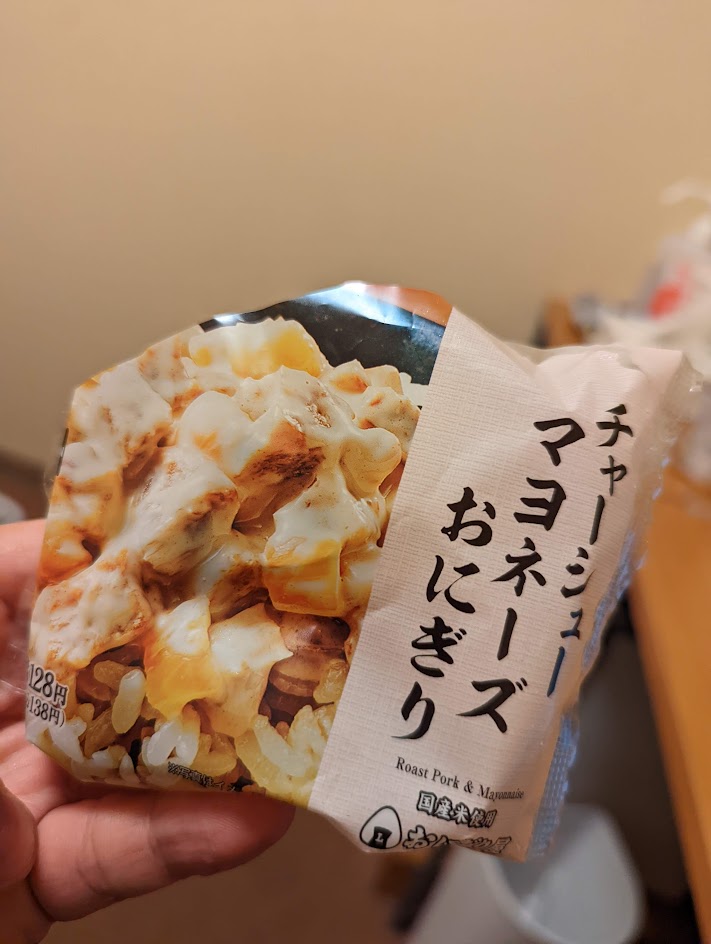 チャーシュー
マヨネーズ
おにぎり
Roast Pork & Mayonnaise
国産米使用
128円
138円)